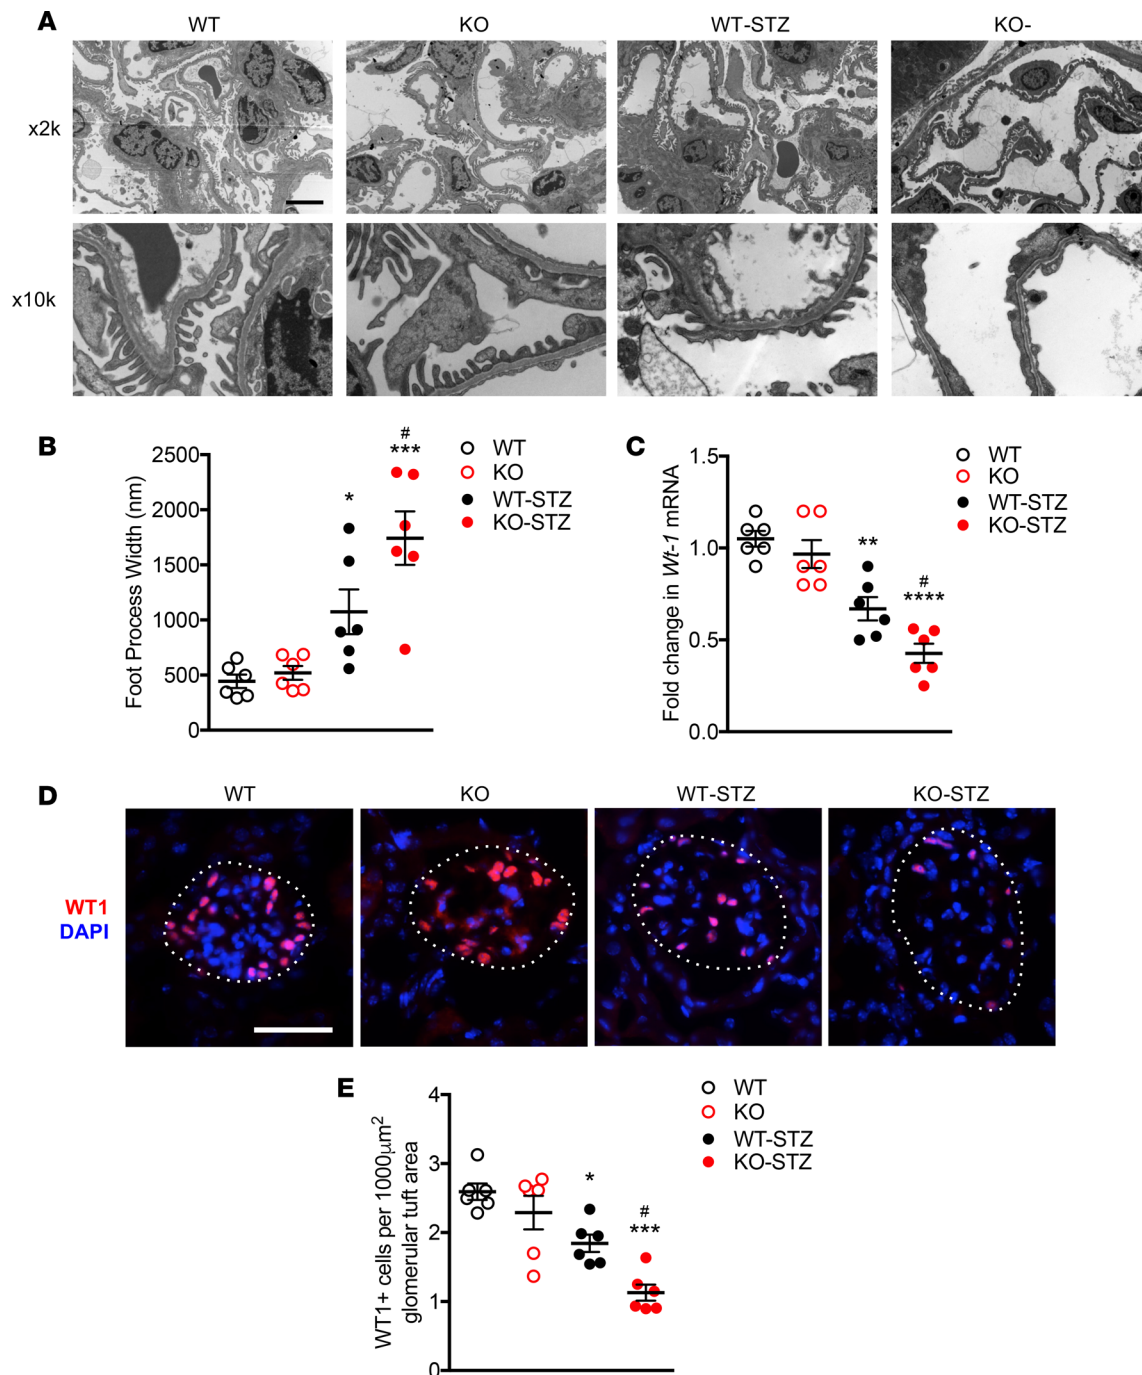 A
WT
KO
WT-STZ
KO-
x2k
x10k
B
Foot Process Width (nm)
2500
2000
1500
1000
500
0
*
#
***
WT
KO
WT-STZ
KO-STZ
C
Fold change in Wt-1 mRNA
1.5
1.0
0.5
0.0
**
#
****
WT
KO
WT-STZ
KO-STZ
D
WT
KO
WT-STZ
KO-STZ
WT1
DAPI
E
WT1+ cells per 1000μm²
glomerular tuft area
4
3
2
1
0
*
#
***
WT
KO
WT-STZ
KO-STZ